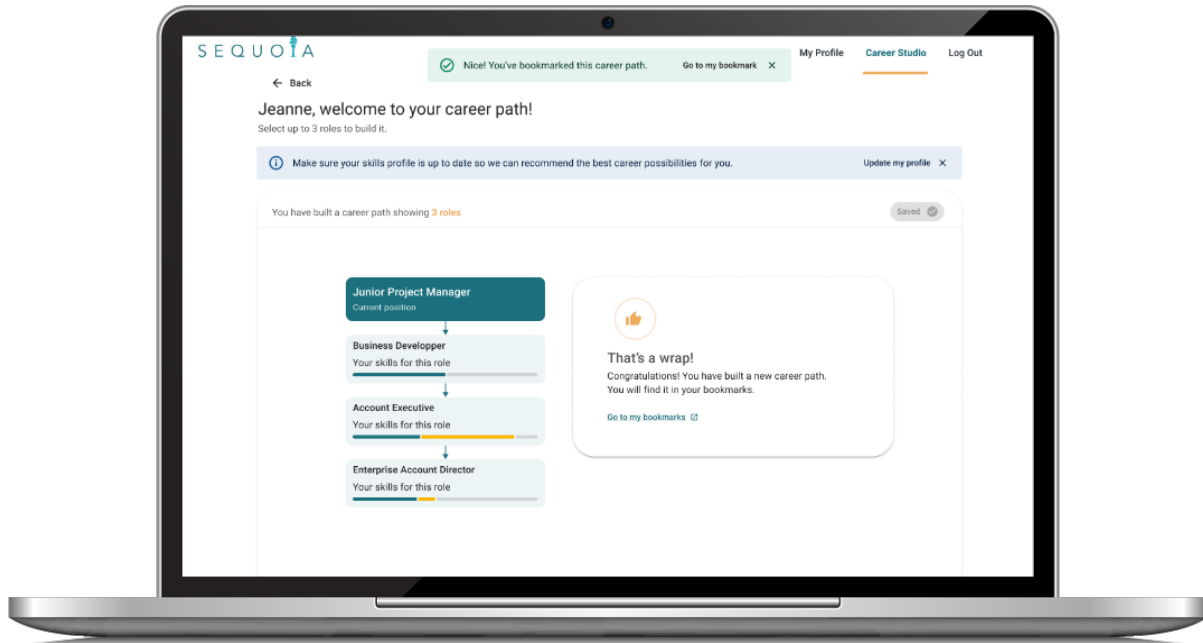 SEQUOIA
Nice! You've bookmarked this career path. Go to my bookmark
My Profile Career Studio Log Out
Back
Jeanne, welcome to your career path!
Select up to 3 roles to build it.
Make sure your skills profile is up to date so we can recommend the best career possibilities for you. Update my profile
You have built a career path showing 3 roles
Saved
Junior Project Manager
Current position
Business Developper
Your skills for this role
Account Executive
Your skills for this role
Enterprise Account Director
Your skills for this role
That's a wrap!
Congratulations! You have built a new career path.
You will find it in your bookmarks.
Go to my bookmarks